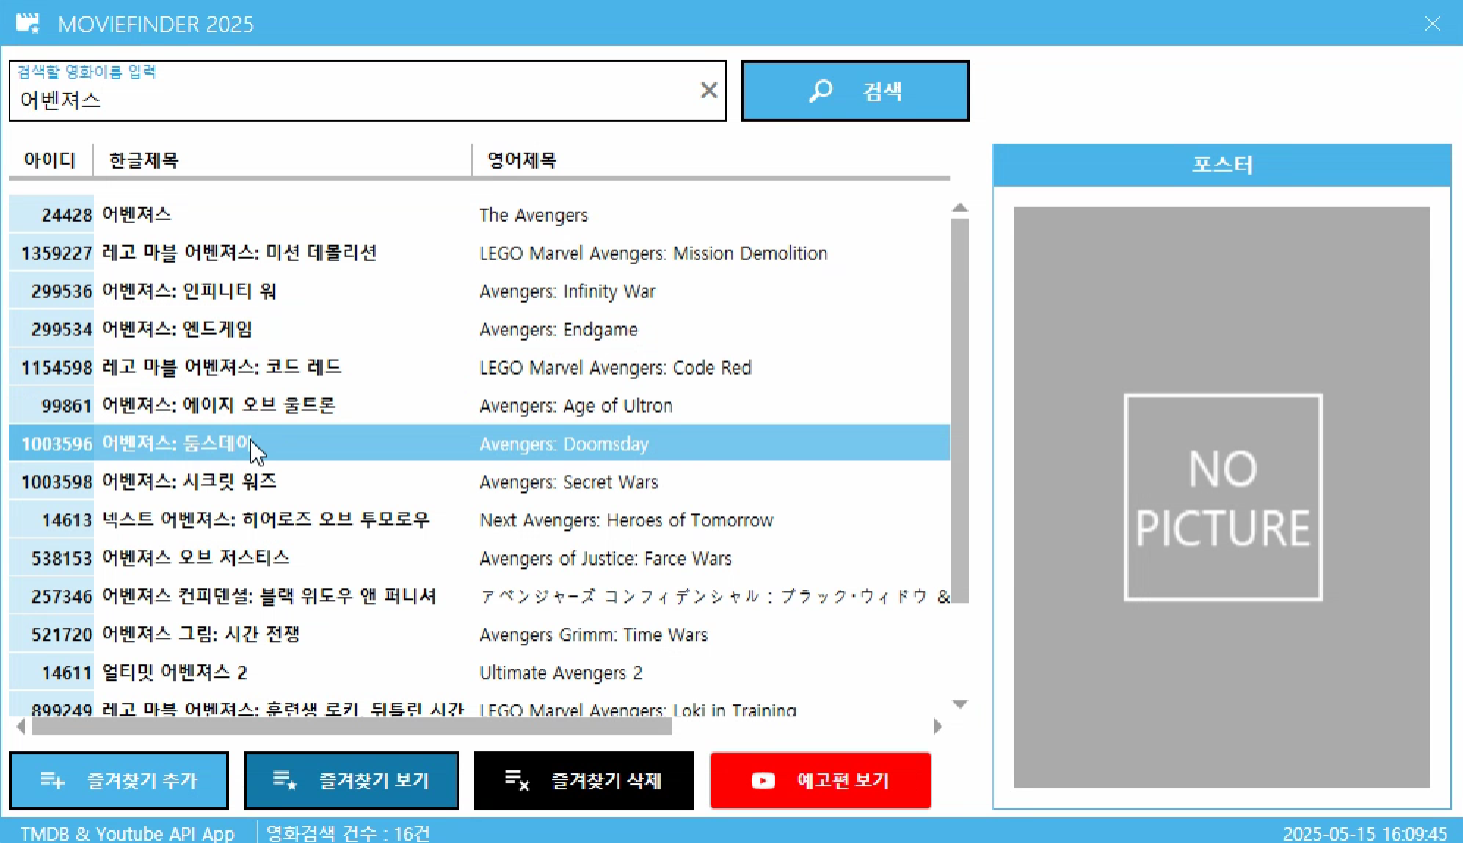 MOVIEFINDER 2025
검색할 영화이름 입력
어벤져스
검색
아이디 한글제목 영어제목
포스터
24428 어벤져스 The Avengers
1359227 레고 마블 어벤져스: 미션 데몰리션 LEGO Marvel Avengers: Mission Demolition
299536 어벤져스: 인피니티 워 Avengers: Infinity War
299534 어벤져스: 엔드게임 Avengers: Endgame
1154598 레고 마블 어벤져스: 코드 레드 LEGO Marvel Avengers: Code Red
99861 어벤져스: 에이지 오브 울트론 Avengers: Age of Ultron
1003596 어벤져스: 둠스데이 Avengers: Doomsday
1003598 어벤져스: 시크릿 워즈 Avengers: Secret Wars
14613 넥스트 어벤져스: 히어로즈 오브 투모로우 Next Avengers: Heroes of Tomorrow
538153 어벤져스 오브 저스티스 Avengers of Justice: Farce Wars
257346 어벤져스 컨피덴셜: 블랙 위도우 앤 퍼니셔 アベンジャーズ コンフィデンシャル：ブラック・ウィドウ &
521720 어벤져스 그림: 시간 전쟁 Avengers Grimm: Time Wars
14611 얼티밋 어벤져스 2 Ultimate Avengers 2
899249 레고 마블 어벤져스: 훈련생 로키, 뒤틀린 시간 LEGO Marvel Avengers: Loki in Training
NO
PICTURE
즐겨찾기 추가 즐겨찾기 보기 즐겨찾기 삭제 예고편 보기
TMDB & Youtube API App 영화검색 건수 : 16건 2025-05-15 16:09:45